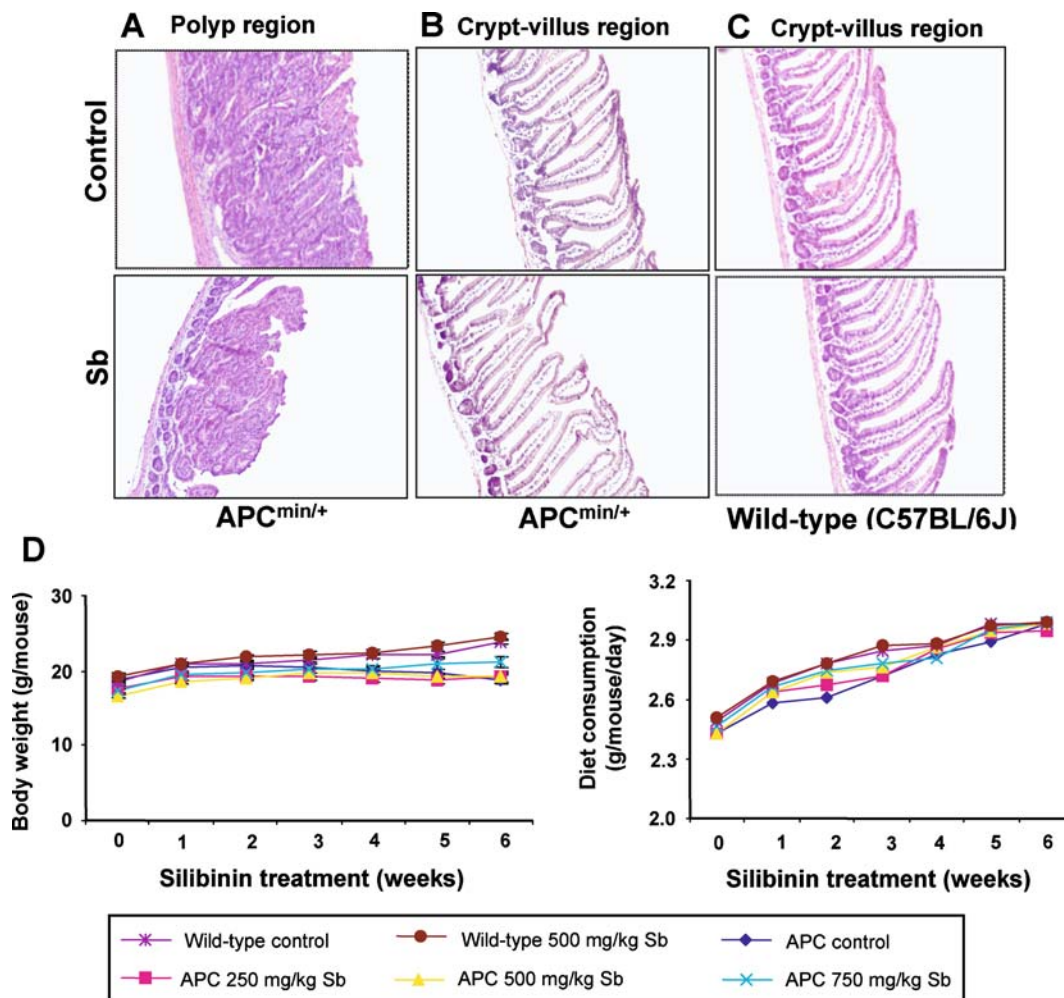 A Polyp region
B Crypt-villus region
C Crypt-villus region
Control
Sb
APCmin/+
APCmin/+
Wild-type (C57BL/6J)
D
Body weight (g/mouse)
30
20
10
0
0 1 2 3 4 5 6
Silibinin treatment (weeks)
Diet consumption
(g/mouse/day)
3.2
2.9
2.6
2.3
2.0
0 1 2 3 4 5 6
Silibinin treatment (weeks)
Wild-type control
Wild-type 500 mg/kg Sb
APC control
APC 250 mg/kg Sb
APC 500 mg/kg Sb
APC 750 mg/kg Sb